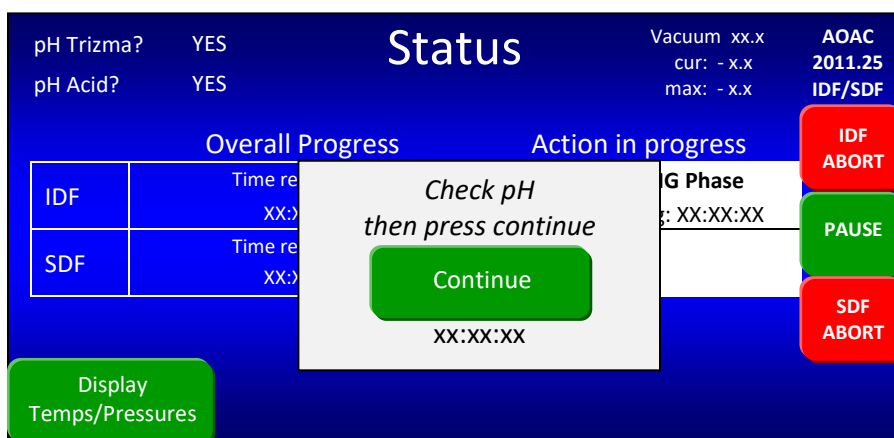 pH Trizma? YES
pH Acid? YES
Status
Vacuum xx.x
cur: - x.x
max: - x.x
AOAC
2011.25
IDF/SDF
IDF
ABORT
PAUSE
SDF
ABORT
Overall Progress
Action in progress
IDF
Time re
XX:X
G Phase
: XX:XX:XX
SDF
Time re
XX:X
Check pH
then press continue
Continue
xx:xx:xx
Display
Temps/Pressures